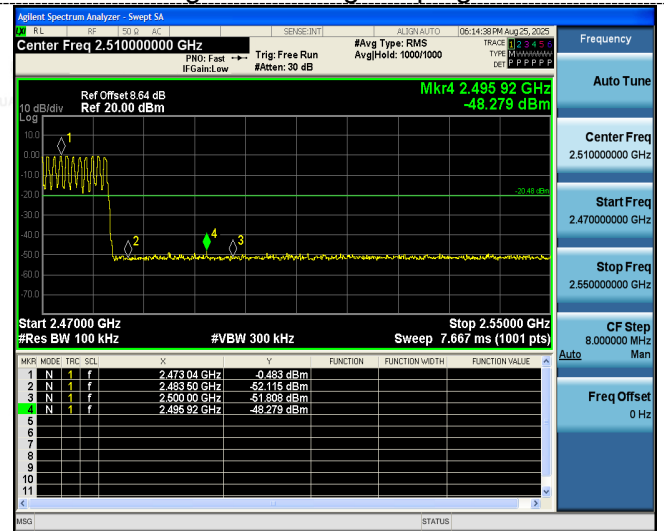 Agilent Spectrum Analyzer - Swept SA
LXI RL RF 50 Ω AC SENSE:INT ALIGN AUTO 06:14:38 PM Aug 25, 2025
Center Freq 2.510000000 GHz
PNO: Fast
IFGain:Low
Trig: Free Run
#Atten: 30 dB
#Avg Type: RMS
Avg|Hold: 1000/1000
TRACE 1 2 3 4 5 6
TYPE M
DET P P P P P P
Mkr4 2.495 92 GHz
-48.279 dBm
Ref Offset 8.64 dB
10 dB/div Ref 20.00 dBm
Log
10.0
0.00
-10.0
-20.0
-30.0
-40.0
-50.0
-60.0
-70.0
-20.48 dBm
1
2
4
3
Start 2.47000 GHz Stop 2.55000 GHz
#Res BW 100 kHz #VBW 300 kHz Sweep 7.667 ms (1001 pts)
MKR MODE TRC SCL X Y FUNCTION FUNCTION WIDTH FUNCTION VALUE
1 N 1 f 2.473 04 GHz -0.483 dBm
2 N 1 f 2.483 50 GHz -52.115 dBm
3 N 1 f 2.500 00 GHz -51.808 dBm
4 N 1 f 2.495 92 GHz -48.279 dBm
5
6
7
8
9
10
11
MSG STATUS
Frequency
Auto Tune
Center Freq
2.510000000 GHz
Start Freq
2.470000000 GHz
Stop Freq
2.550000000 GHz
CF Step
8.000000 MHz
Auto Man
Freq Offset
0 Hz